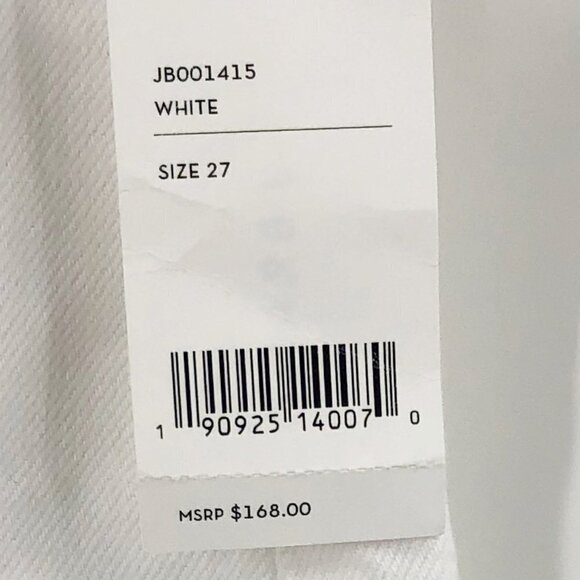 JB001415
WHITE
SIZE 27
1 90925 14007 0
MSRP $168.00